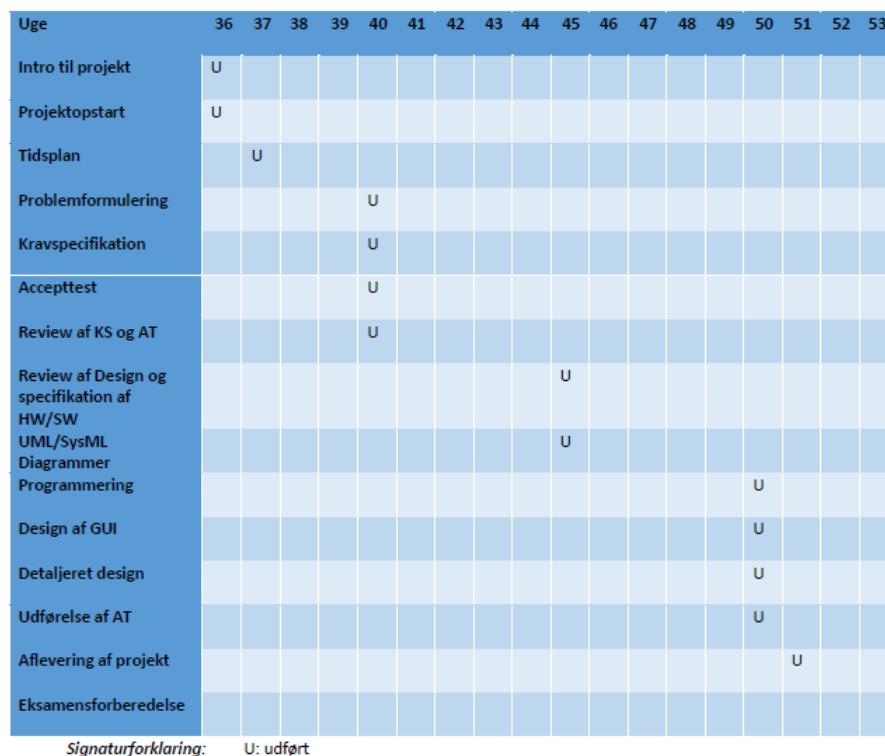 Uge 36 37 38 39 40 41 42 43 44 45 46 47 48 49 50 51 52 53
Intro til projekt U
Projektopstart U
Tidsplan U
Problemformulering U
Kravspecifikation U
Accepttest U
Review af KS og AT U
Review af Design og U
specifikation af
HW/SW
UML/SysML U
Diagrammer
Programmering U
Design af GUI U
Detaljeret design U
Udførelse af AT U
Aflevering af projekt U
Eksamensforberedelse
Signaturforklaring: U: udført